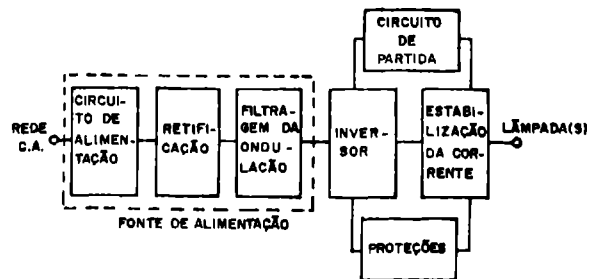 CIRCUITO
DE
PARTIDA
REDE
C.A.
CIRCUI-
TO DE
ALIMEN-
TAÇÃO
RETIFI-
CAÇÃO
FILTRA-
GEM DA
ONDU-
LAÇÃO
INVER-
SOR
ESTABI-
LIZAÇÃO
DA COR-
RENTE
LÂMPADA(S)
FONTE DE ALIMENTAÇÃO
PROTEÇÕES